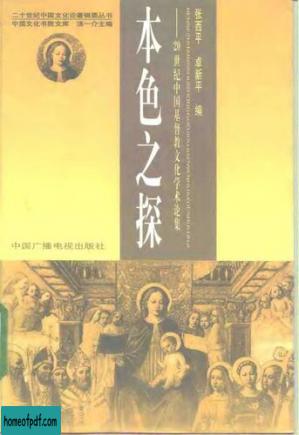 二十世纪中国文化论著辑要丛书
中国文化书院文库 汤一介主编
本色之探
——20世纪中国基督教文化学术论集
张西平 卓新平 编
中国广播电视出版社
homeofpdf.com